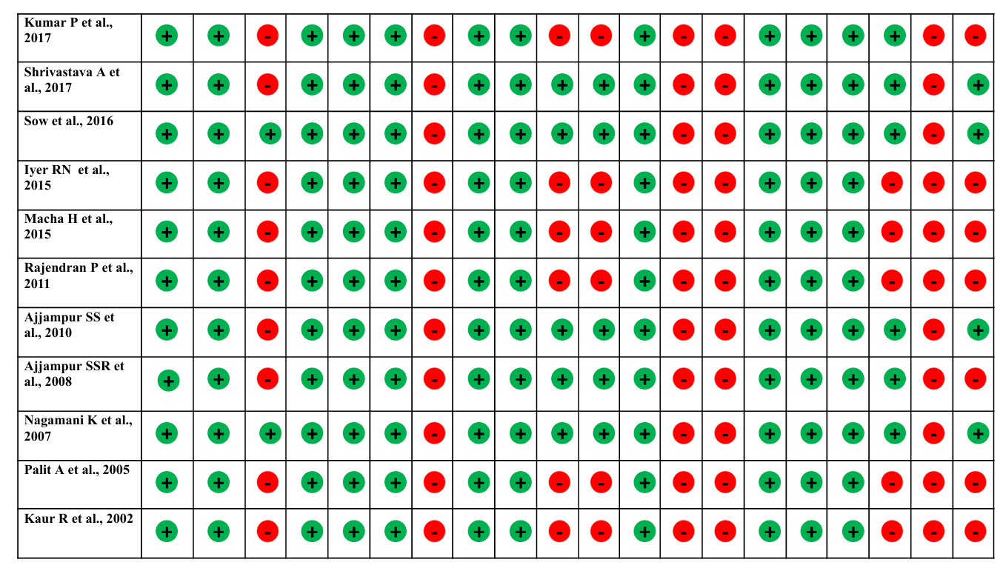 Kumar P et al.,
2017
+ + - + + + - + + - - + - - + + + + - -
Shrivastava A et
al., 2017
+ + - + + + - + + + + + - - + + + + - +
Sow et al., 2016
+ + + + + + - + + + + + - - + + + + - +
Iyer RN et al.,
2015
+ + - + + + - + + - - + - - + + + - - -
Macha H et al.,
2015
+ + - + + + - + + - - + - - + + + - - -
Rajendran P et al.,
2011
+ + - + + + - + + - - + - - + + + - - -
Ajjampur SS et
al., 2010
+ + - + + + - + + + + + - - + + + + - +
Ajjampur SSR et
al., 2008
+ + - + + + - + + + + + - - + + + + - -
Nagamani K et al.,
2007
+ + + + + + - + + + + + - - + + + + - +
Palit A et al., 2005
+ + - + + + - + + - - + - - + + + - - -
Kaur R et al., 2002
+ + - + + + - + + - - + - - + + + - - -